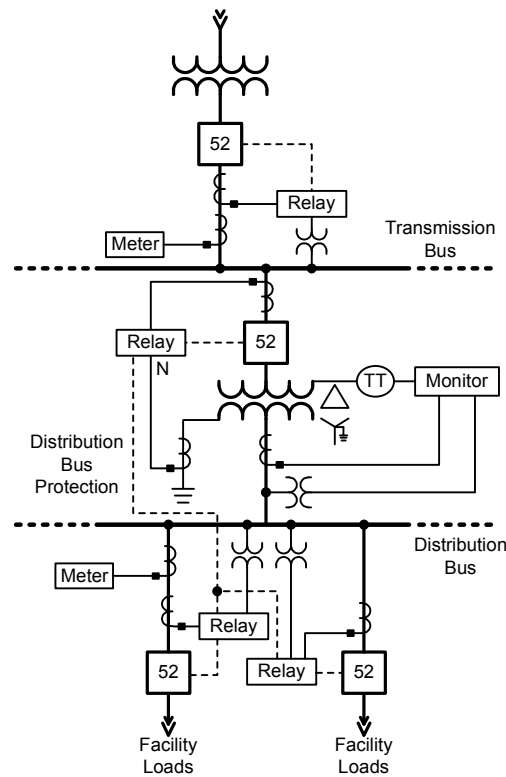 52
Relay
Meter
Transmission
Bus
Relay
52
N
TT
Monitor
Distribution
Bus
Protection
Distribution
Bus
Meter
Relay
Relay
52
52
Facility
Loads
Facility
Loads